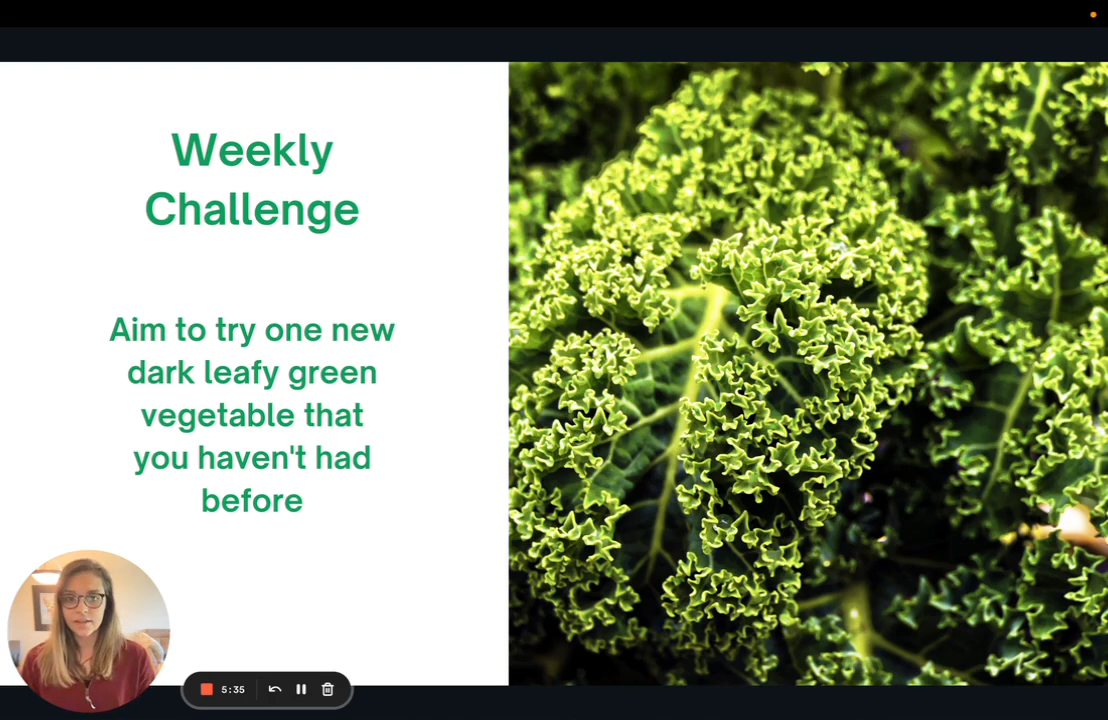 Weekly
Challenge
Aim to try one new
dark leafy green
vegetable that
you haven't had
before
5:35